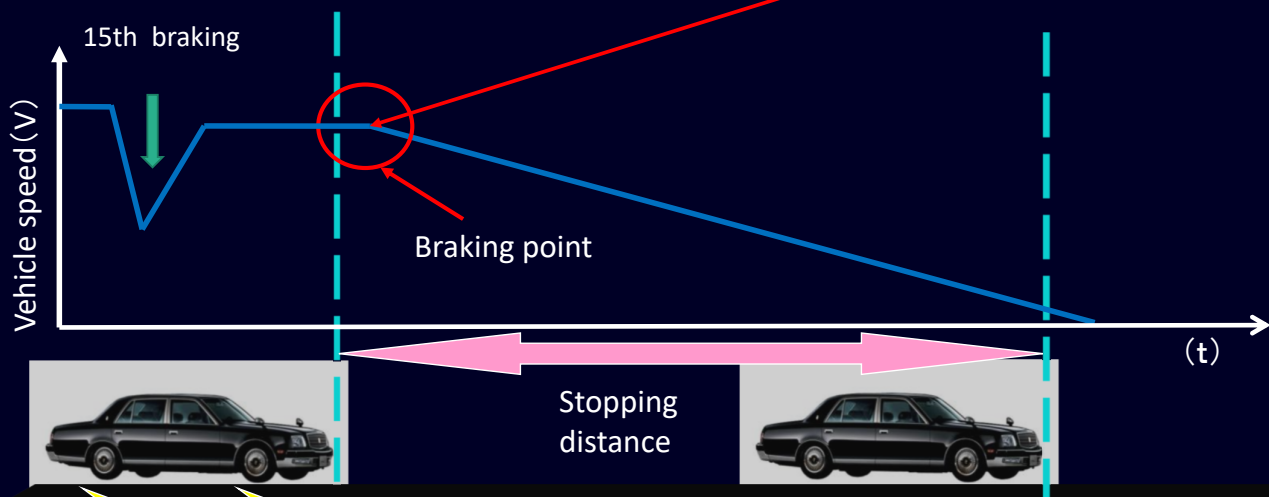 15th braking
Vehicle speed(V)
Braking point
(t)
Stopping
distance